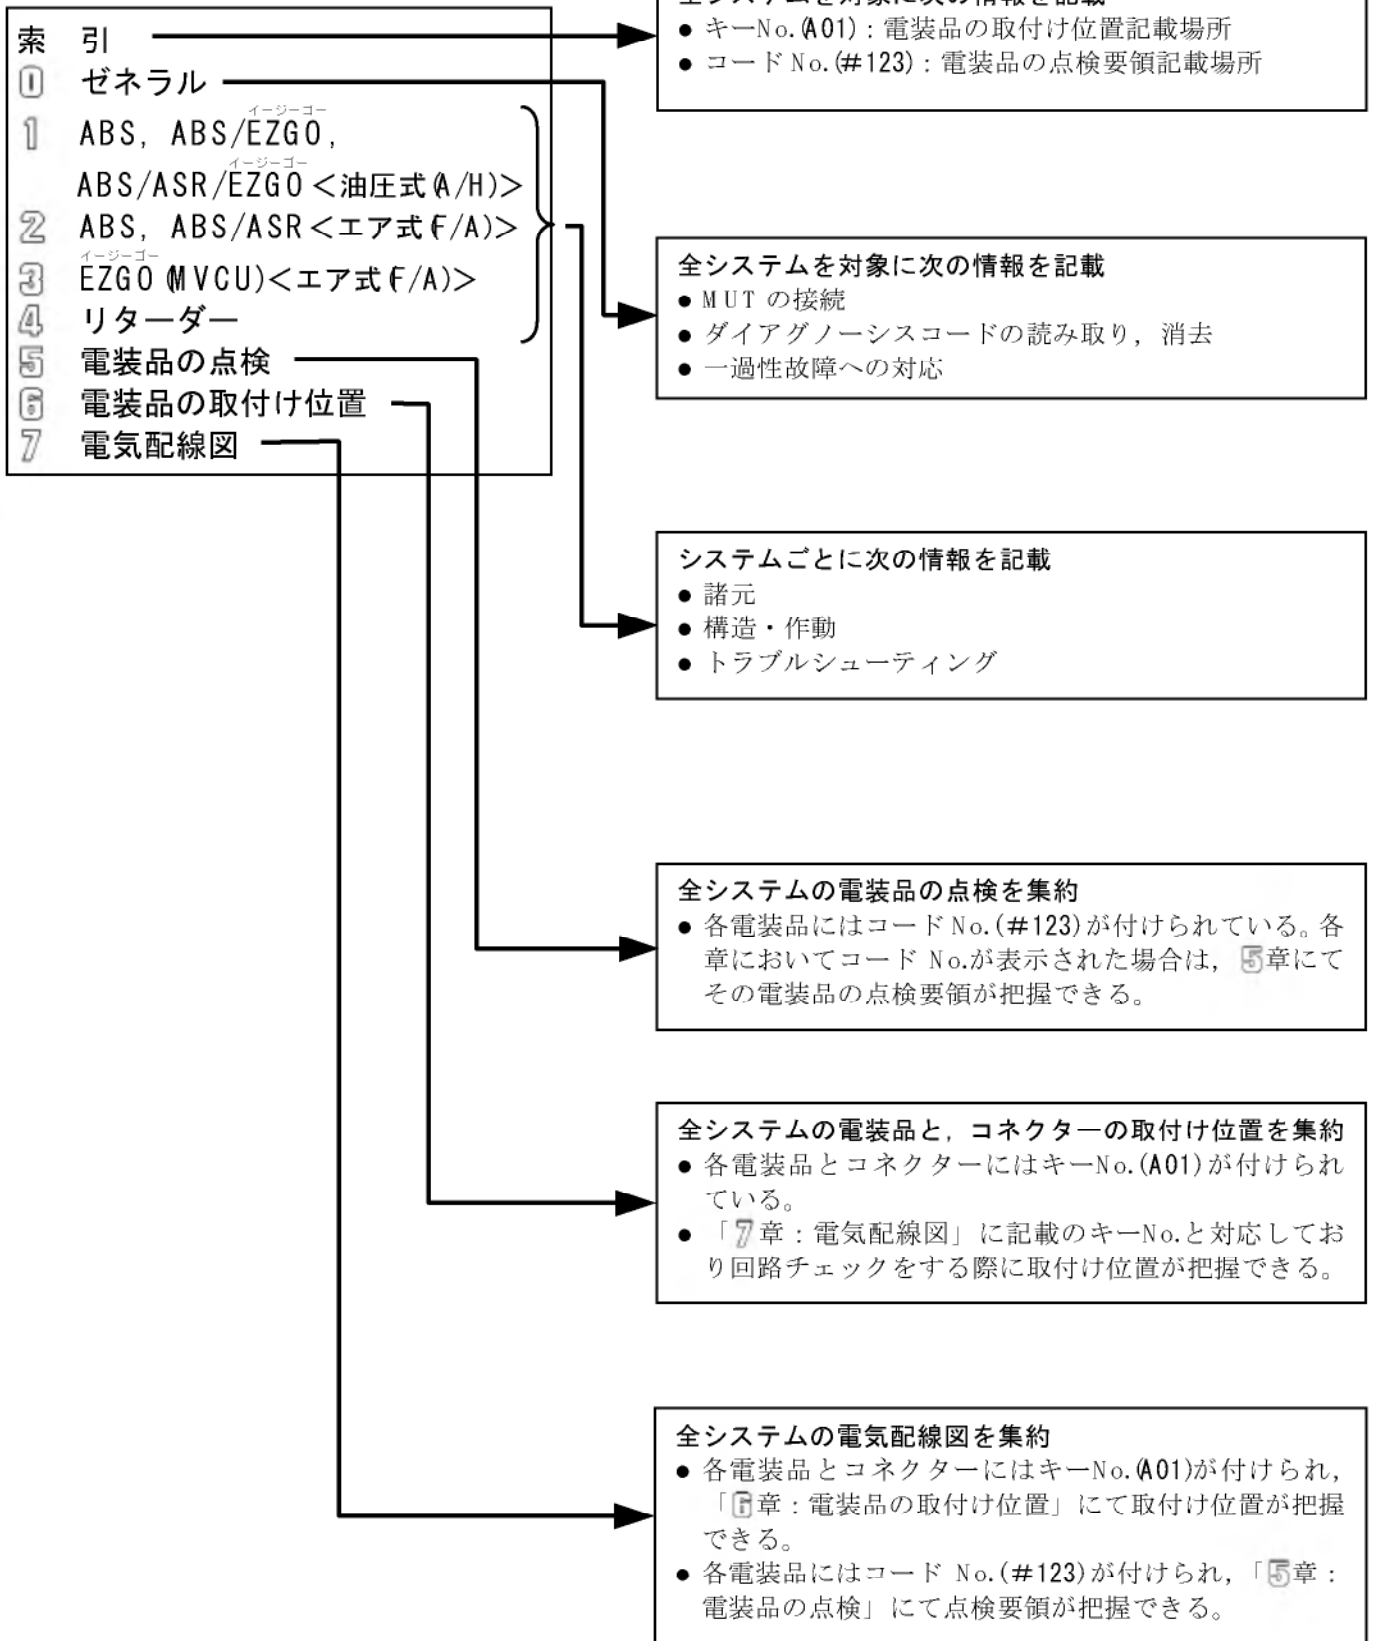 索 引
0 ゼネラル
イージーゴー
1 ABS, ABS/EZGO,
イージーゴー
ABS/ASR/EZGO<油圧式(A/H)>
2 ABS, ABS/ASR<エア式(F/A)>
イージーゴー
3 EZGO(MVCU)<エア式(F/A)>
4 リターダー
5 電装品の点検
6 電装品の取付け位置
7 電気配線図
全システムを対象に次の情報を記載
● キーNo.(A01):電装品の取付け位置記載場所
● コードNo.(#123):電装品の点検要領記載場所
全システムを対象に次の情報を記載
● MUTの接続
● ダイアグノーシスコードの読み取り,消去
● 一過性故障への対応
システムごとに次の情報を記載
● 諸元
● 構造・作動
● トラブルシューティング
全システムの電装品の点検を集約
● 各電装品にはコードNo.(#123)が付けられている。各
章においてコード No.が表示された場合は, 5章にて
その電装品の点検要領が把握できる。
全システムの電装品と,コネクターの取付け位置を集約
● 各電装品とコネクターにはキーNo.(A01)が付けられ
ている。
● 「7章:電気配線図」に記載のキーNo.と対応してお
り回路チェックをする際に取付け位置が把握できる。
全システムの電気配線図を集約
● 各電装品とコネクターにはキーNo.(A01)が付けられ,
「6章:電装品の取付け位置」にて取付け位置が把握
できる。
● 各電装品にはコード No.(#123)が付けられ,「5章:
電装品の点検」にて点検要領が把握できる。